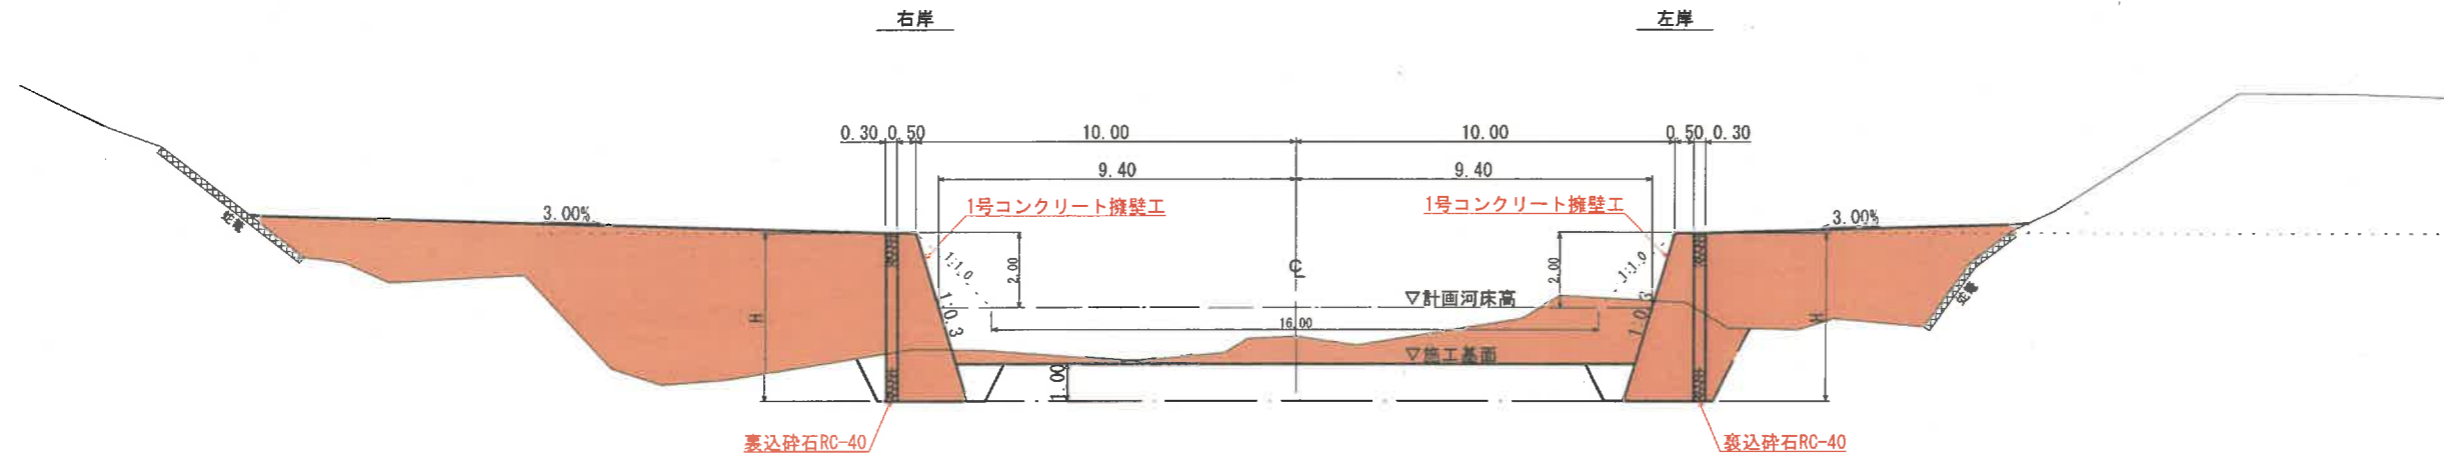 右岸
左岸
0.30 0.50 10.00 10.00 0.50 0.30
9.40 9.40
1号コンクリート擁壁工
1号コンクリート擁壁工
3.00%
3.00%
1:1.0
2.00
℄
2.00
1:1.0
蛇籠
蛇籠
▽計画河床高
1:0.3
1:0.3
H
16.00
H
▽施工基面
1.00
裏込砕石RC-40
裏込砕石RC-40